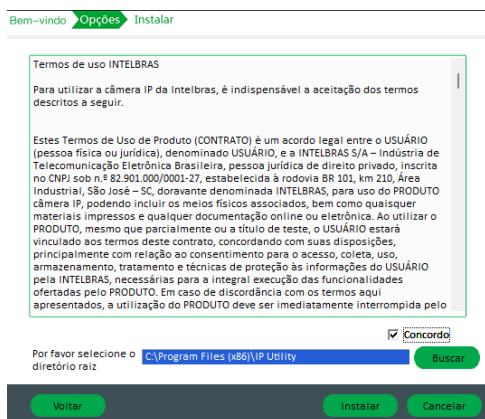 Bem-vindo Opções Instalar
Termos de uso INTELBRAS
Para utilizar a câmera IP da Intelbras, é indispensável a aceitação dos termos
descritos a seguir.
Estes Termos de Uso de Produto (CONTRATO) é um acordo legal entre o USUÁRIO
(pessoa física ou jurídica), denominado USUÁRIO, e a INTELBRAS S/A – Indústria de
Telecomunicação Eletrônica Brasileira, pessoa jurídica de direito privado, inscrita
no CNPJ sob n.º 82.901.000/0001-27, estabelecida à rodovia BR 101, km 210, Área
Industrial, São José – SC, doravante denominada INTELBRAS, para uso do PRODUTO
câmera IP, podendo incluir os meios físicos associados, bem como quaisquer
materiais impressos e qualquer documentação online ou eletrônica. Ao utilizar o
PRODUTO, mesmo que parcialmente ou a título de teste, o USUÁRIO estará
vinculado aos termos deste contrato, concordando com suas disposições,
principalmente com relação ao consentimento para o acesso, coleta, uso,
armazenamento, tratamento e técnicas de proteção às informações do USUÁRIO
pela INTELBRAS, necessárias para a integral execução das funcionalidades
ofertadas pelo PRODUTO. Em caso de discordância com os termos aqui
apresentados, a utilização do PRODUTO deve ser imediatamente interrompida pelo
Concordo
Por favor selecione o
diretório raiz
C:\Program Files (x86)\IP Utility
Buscar
Voltar Instalar Cancelar